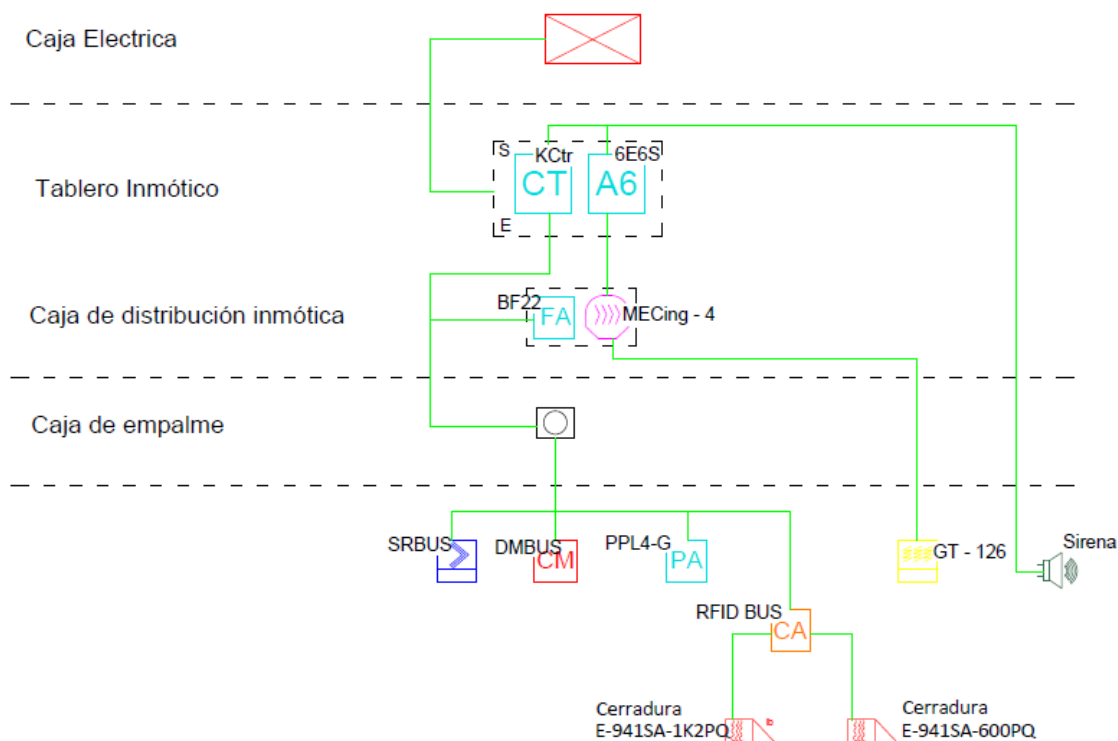 Caja Electrica
S
KCtr
6E6S
CT
A6
Tablero Inmótico
E
BF22
FA
MECing - 4
Caja de distribución inmótica
Caja de empalme
SRBUS
DMBUS
CM
PPL4-G
PA
GT - 126
Sirena
RFID BUS
CA
Cerradura
E-941SA-1K2PQ
Cerradura
E-941SA-600PQ